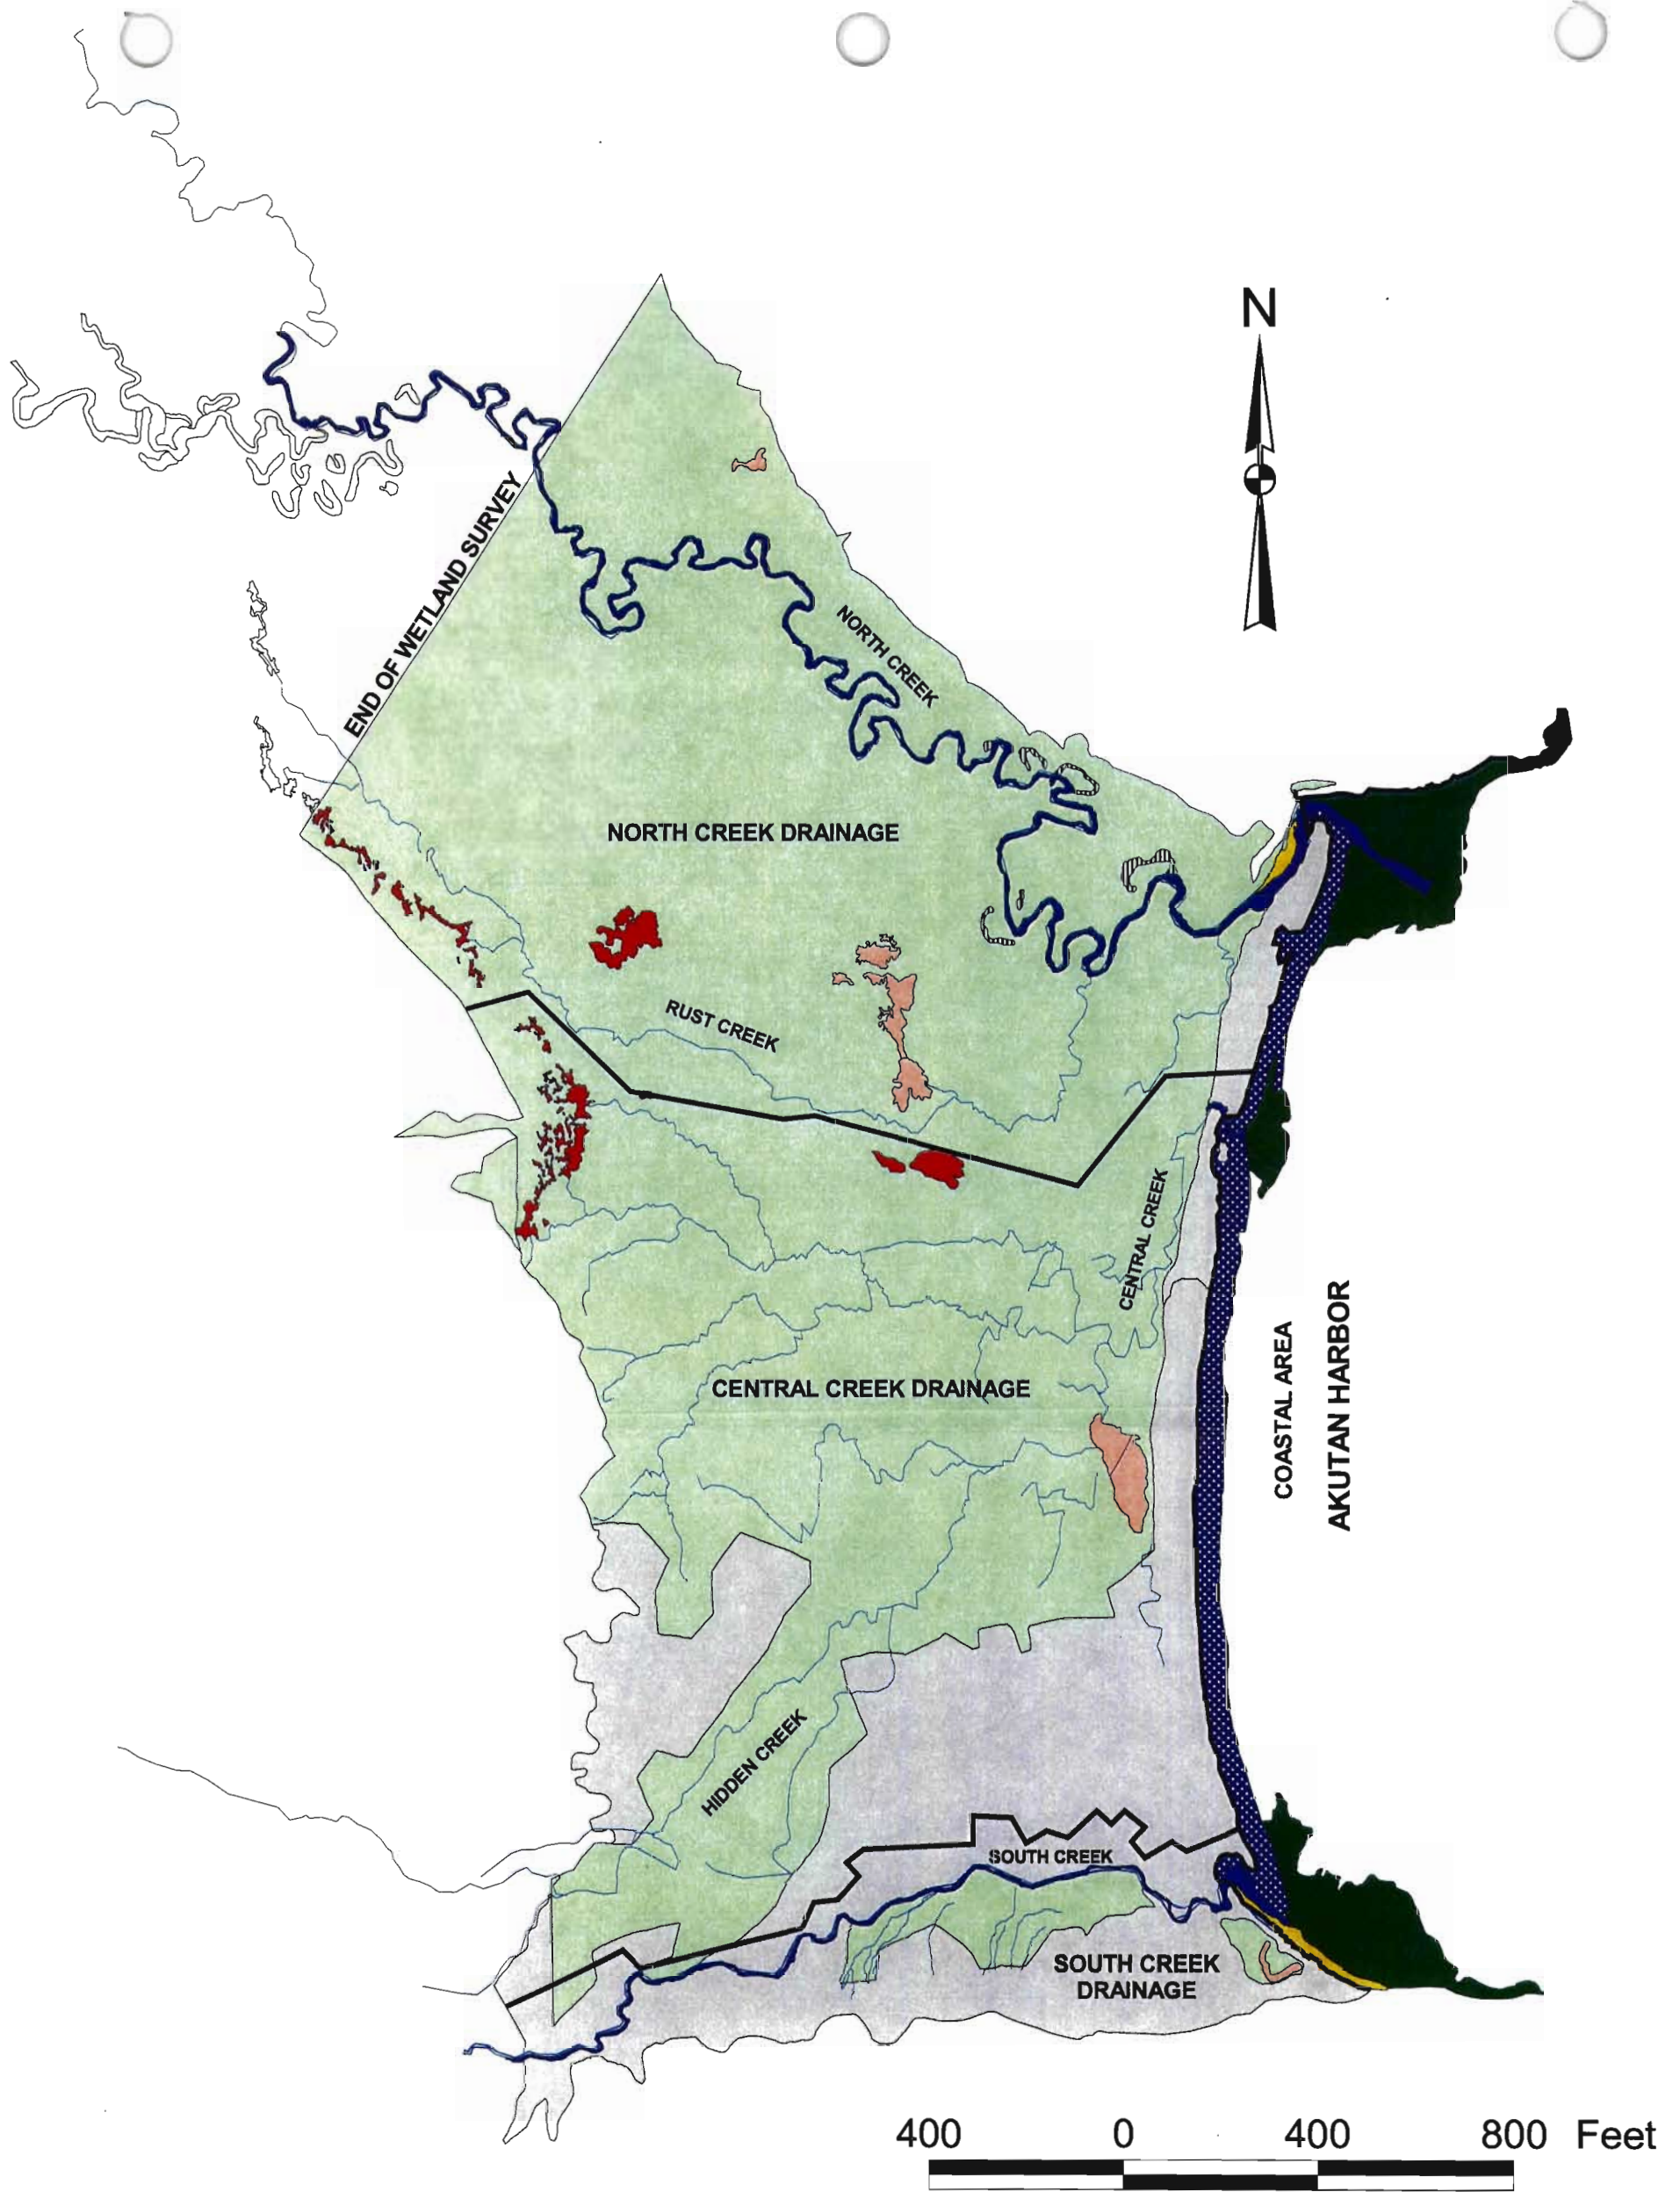 N
END OF WETLAND SURVEY
NORTH CREEK
NORTH CREEK DRAINAGE
RUST CREEK
CENTRAL CREEK
CENTRAL CREEK DRAINAGE
COASTAL AREA
AKUTAN HARBOR
HIDDEN CREEK
SOUTH CREEK
SOUTH CREEK
DRAINAGE
400 0 400 800 Feet